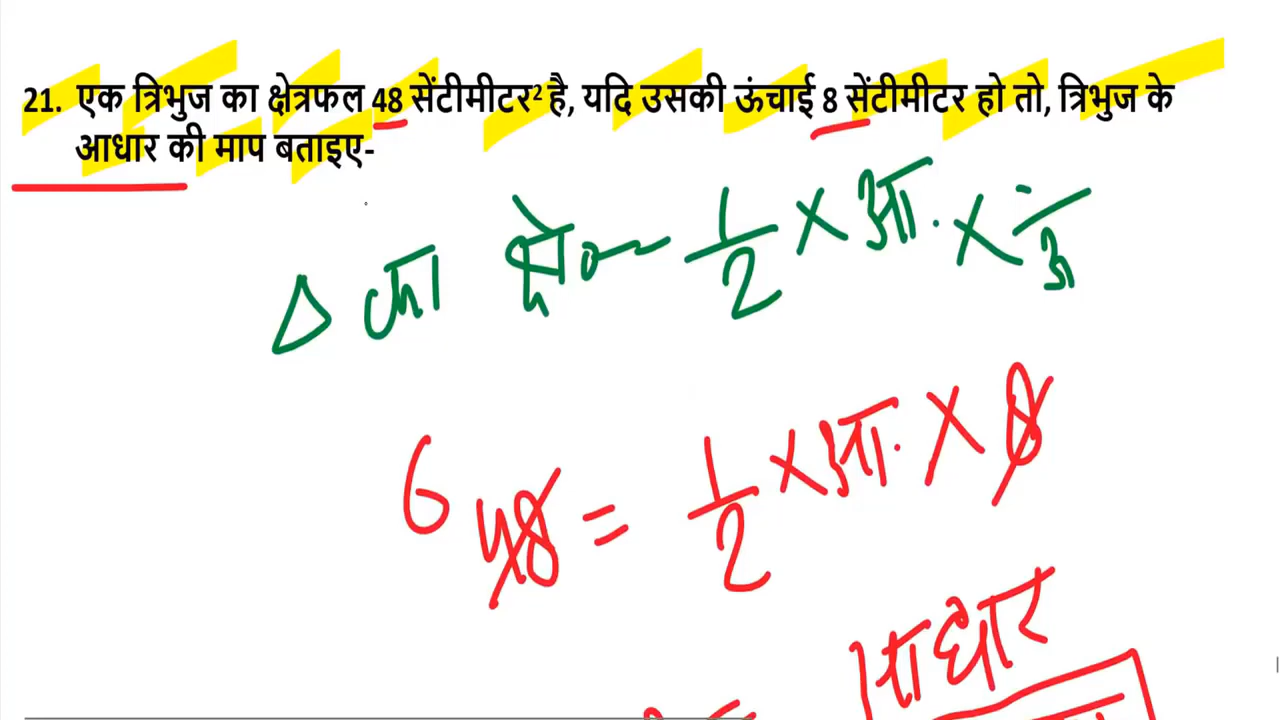 21. एक त्रिभुज का क्षेत्रफल 48 सेंटीमीटर² है, यदि उसकी ऊंचाई 8 सेंटीमीटर हो तो, त्रिभुज के
आधार की माप बताइए-
Δ का क्षे० 1/2 × आ. ×
6 48 = 1/2 × आ. × 8
आधार